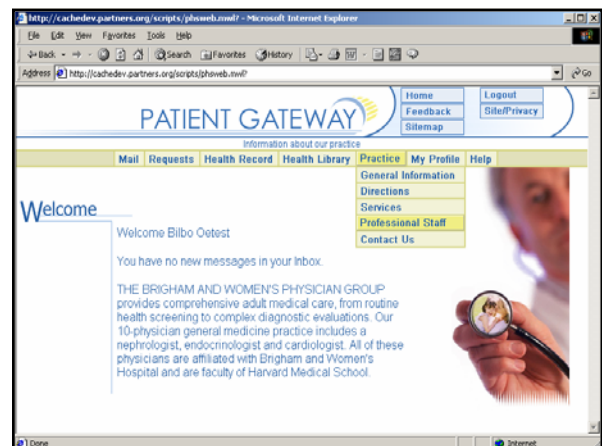 http://cachedev.partners.org/scripts/phsweb.mwl? - Microsoft Internet Explorer
File Edit View Favorites Tools Help
Back Search Favorites History
Address http://cachedev.partners.org/scripts/phsweb.mwl? Go
PATIENT GATEWAY
Home Logout
Feedback Site/Privacy
Sitemap
Information about our practice
Mail Requests Health Record Health Library Practice My Profile Help
General Information
Directions
Services
Professional Staff
Contact Us
Welcome
Welcome Bilbo Oetest
You have no new messages in your Inbox.
THE BRIGHAM AND WOMEN'S PHYSICIAN GROUP
provides comprehensive adult medical care, from routine
health screening to complex diagnostic evaluations. Our
10-physician general medicine practice includes a
nephrologist, endocrinologist and cardiologist. All of these
physicians are affiliated with Brigham and Women's
Hospital and are faculty of Harvard Medical School.
Done Internet